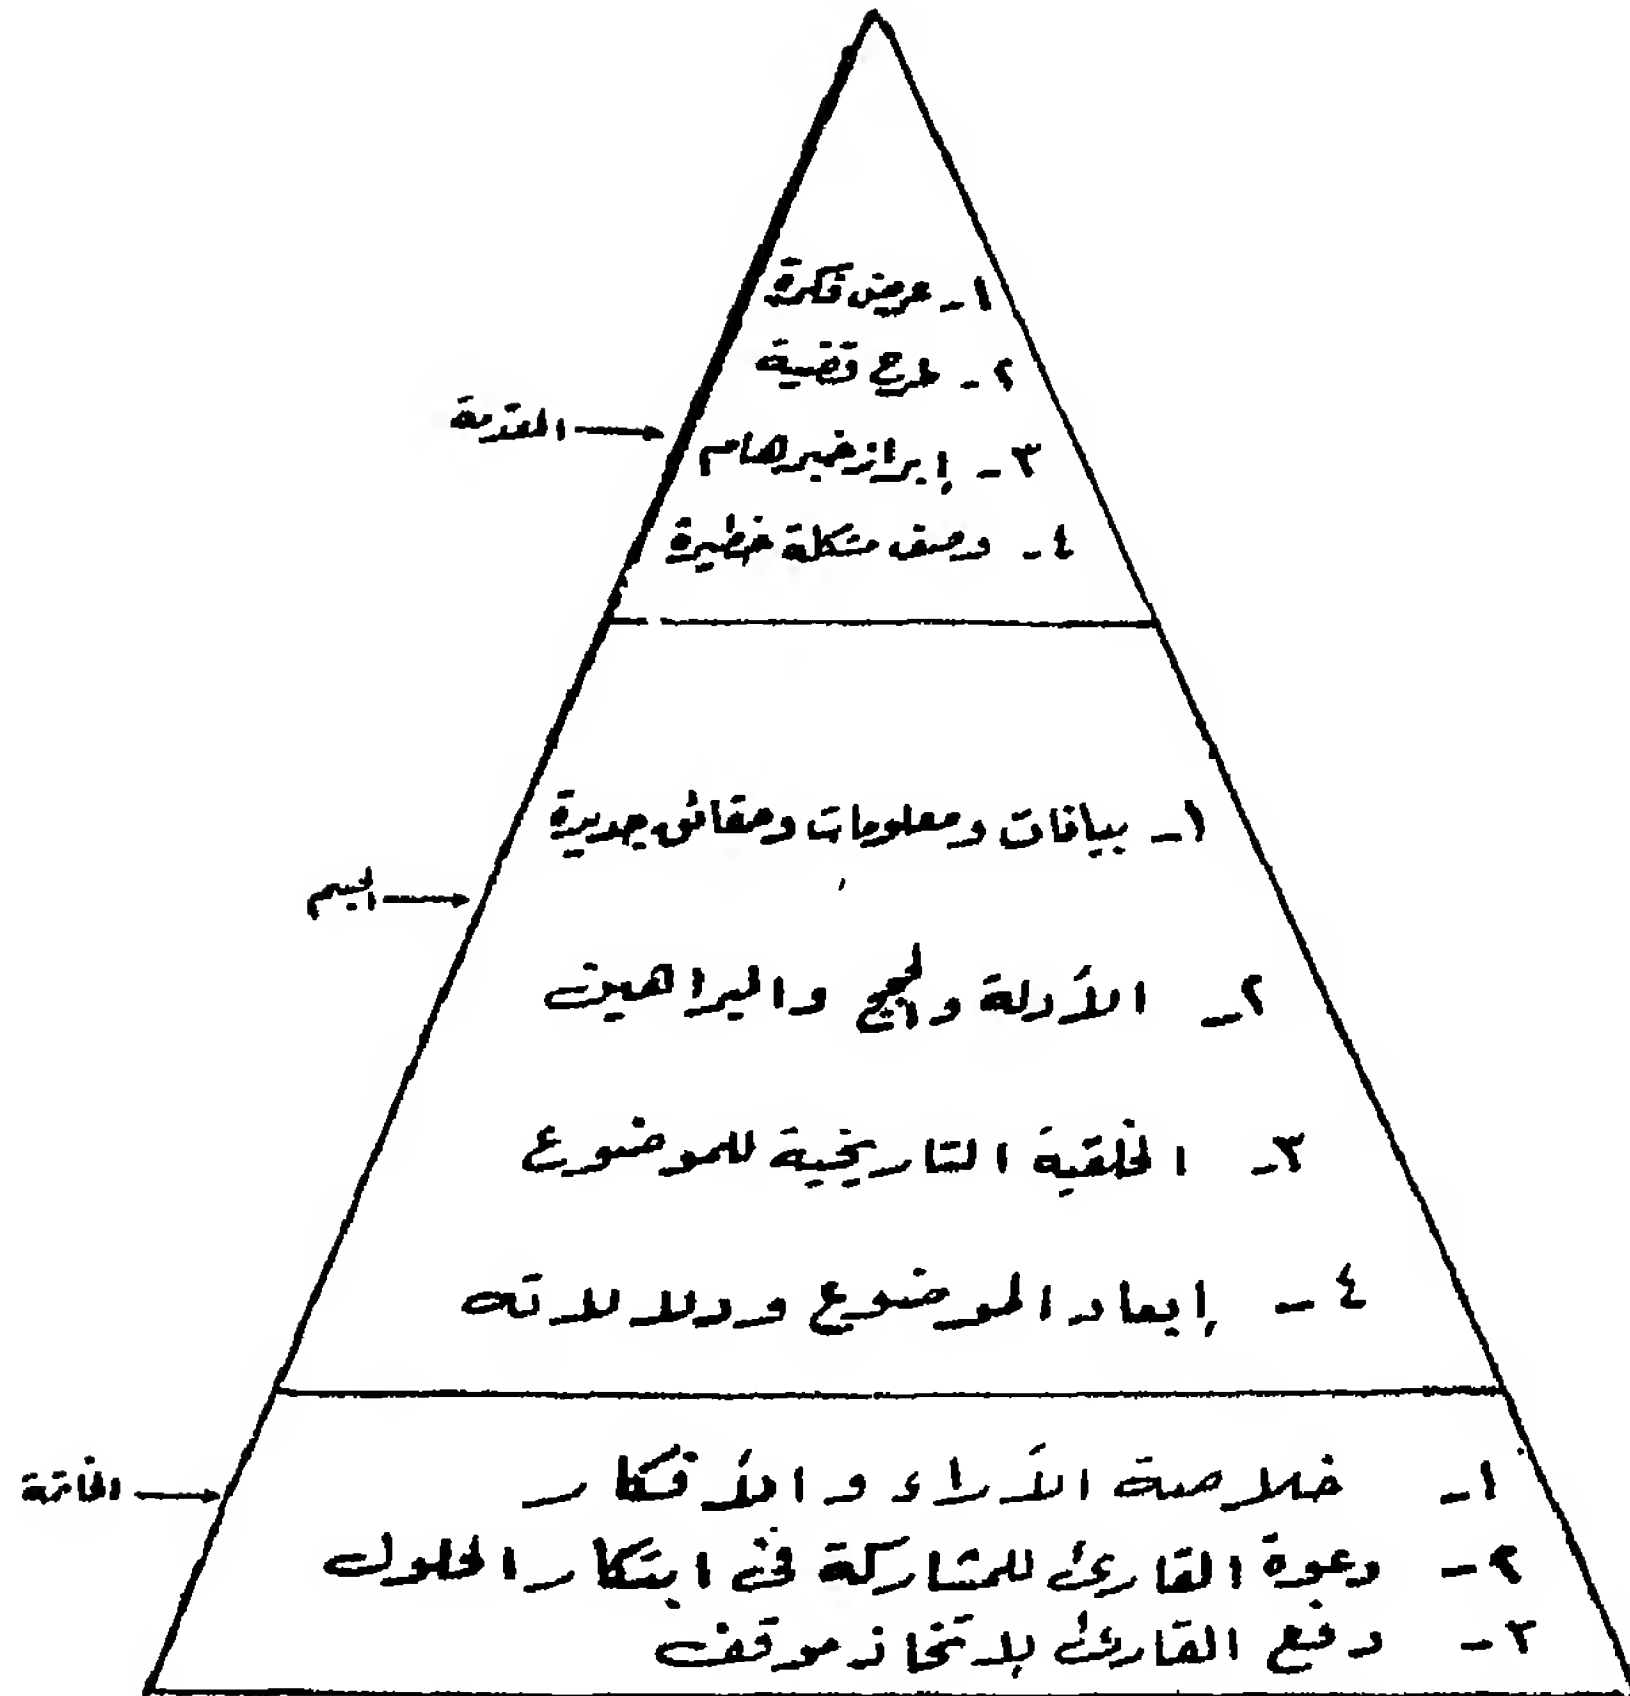 ١- عرض فكرة
٢- طرح قضية
المقدمة
٣- إبراز خبر هام
٤- وصف مشكلة خطيرة
١- بيانات ومعلومات وحقائق جديدة
الجسم
٢- الأدلة والحجج والبراهين
٣- الخلفية التاريخية للموضوع
٤- إبعاد الموضوع ودلالاته
١- خلاصة الآراء والأفكار
الخاتمة
٢- دعوة القارئ للمشاركة في ابتكار الحلول
٣- دفع القارئ لاتخاذ موقف